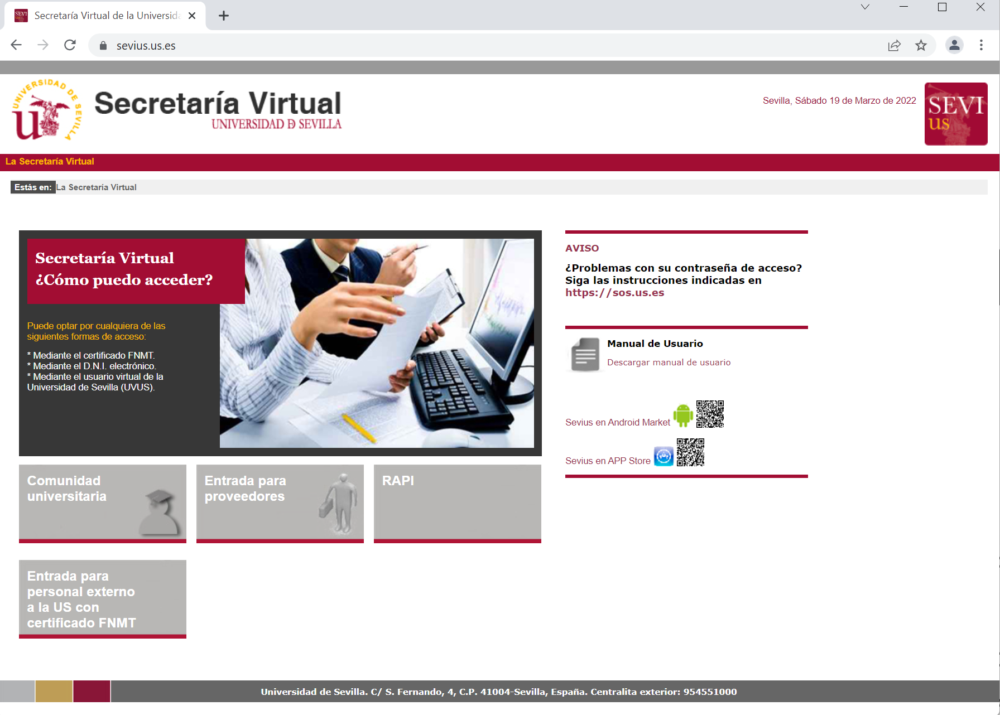 Secretaría Virtual de la Universida
sevius.us.es
UNIVERSIDAD DE SEVILLA
Secretaría Virtual
UNIVERSIDAD Đ SEVILLA
Sevilla, Sábado 19 de Marzo de 2022
SEVI
US
La Secretaría Virtual
Estás en: La Secretaría Virtual
Secretaría Virtual
¿Cómo puedo acceder?
Puede optar por cualquiera de las
siguientes formas de acceso:
* Mediante el certificado FNMT.
* Mediante el D.N.I. electrónico.
* Mediante el usuario virtual de la
Universidad de Sevilla (UVUS).
AVISO
¿Problemas con su contraseña de acceso?
Siga las instrucciones indicadas en
https://sos.us.es
Manual de Usuario
Descargar manual de usuario
Sevius en Android Market
Sevius en APP Store
Comunidad
universitaria
Entrada para
proveedores
RAPI
Entrada para
personal externo
a la US con
certificado FNMT
Universidad de Sevilla. C/ S. Fernando, 4, C.P. 41004-Sevilla, España. Centralita exterior: 954551000